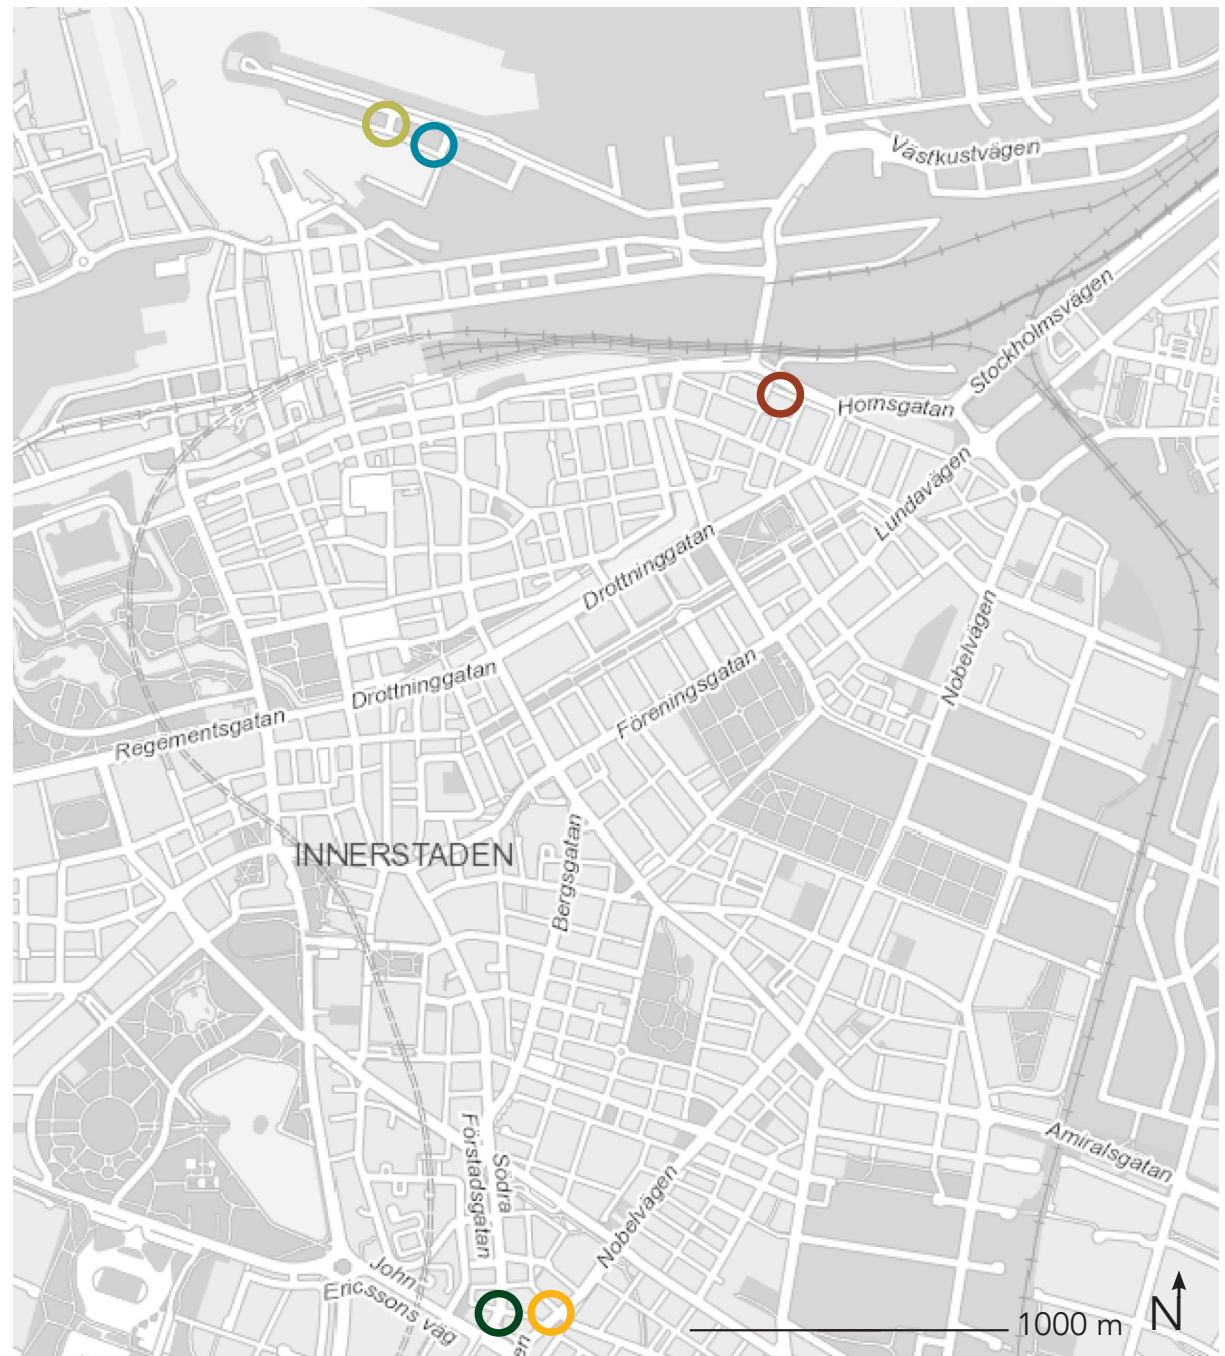 Västkustvägen
Stockholmsvägen
Hornsgatan
Lundavägen
Drottninggatan
Nobelvägen
Drottninggatan
Föreningsgatan
Regementsgatan
INNERSTADEN
Bergsgatan
Amiralsgatan
Södra
Förstadsgatan
Nobelvägen
John
Ericssons väg
en
1000 m
N